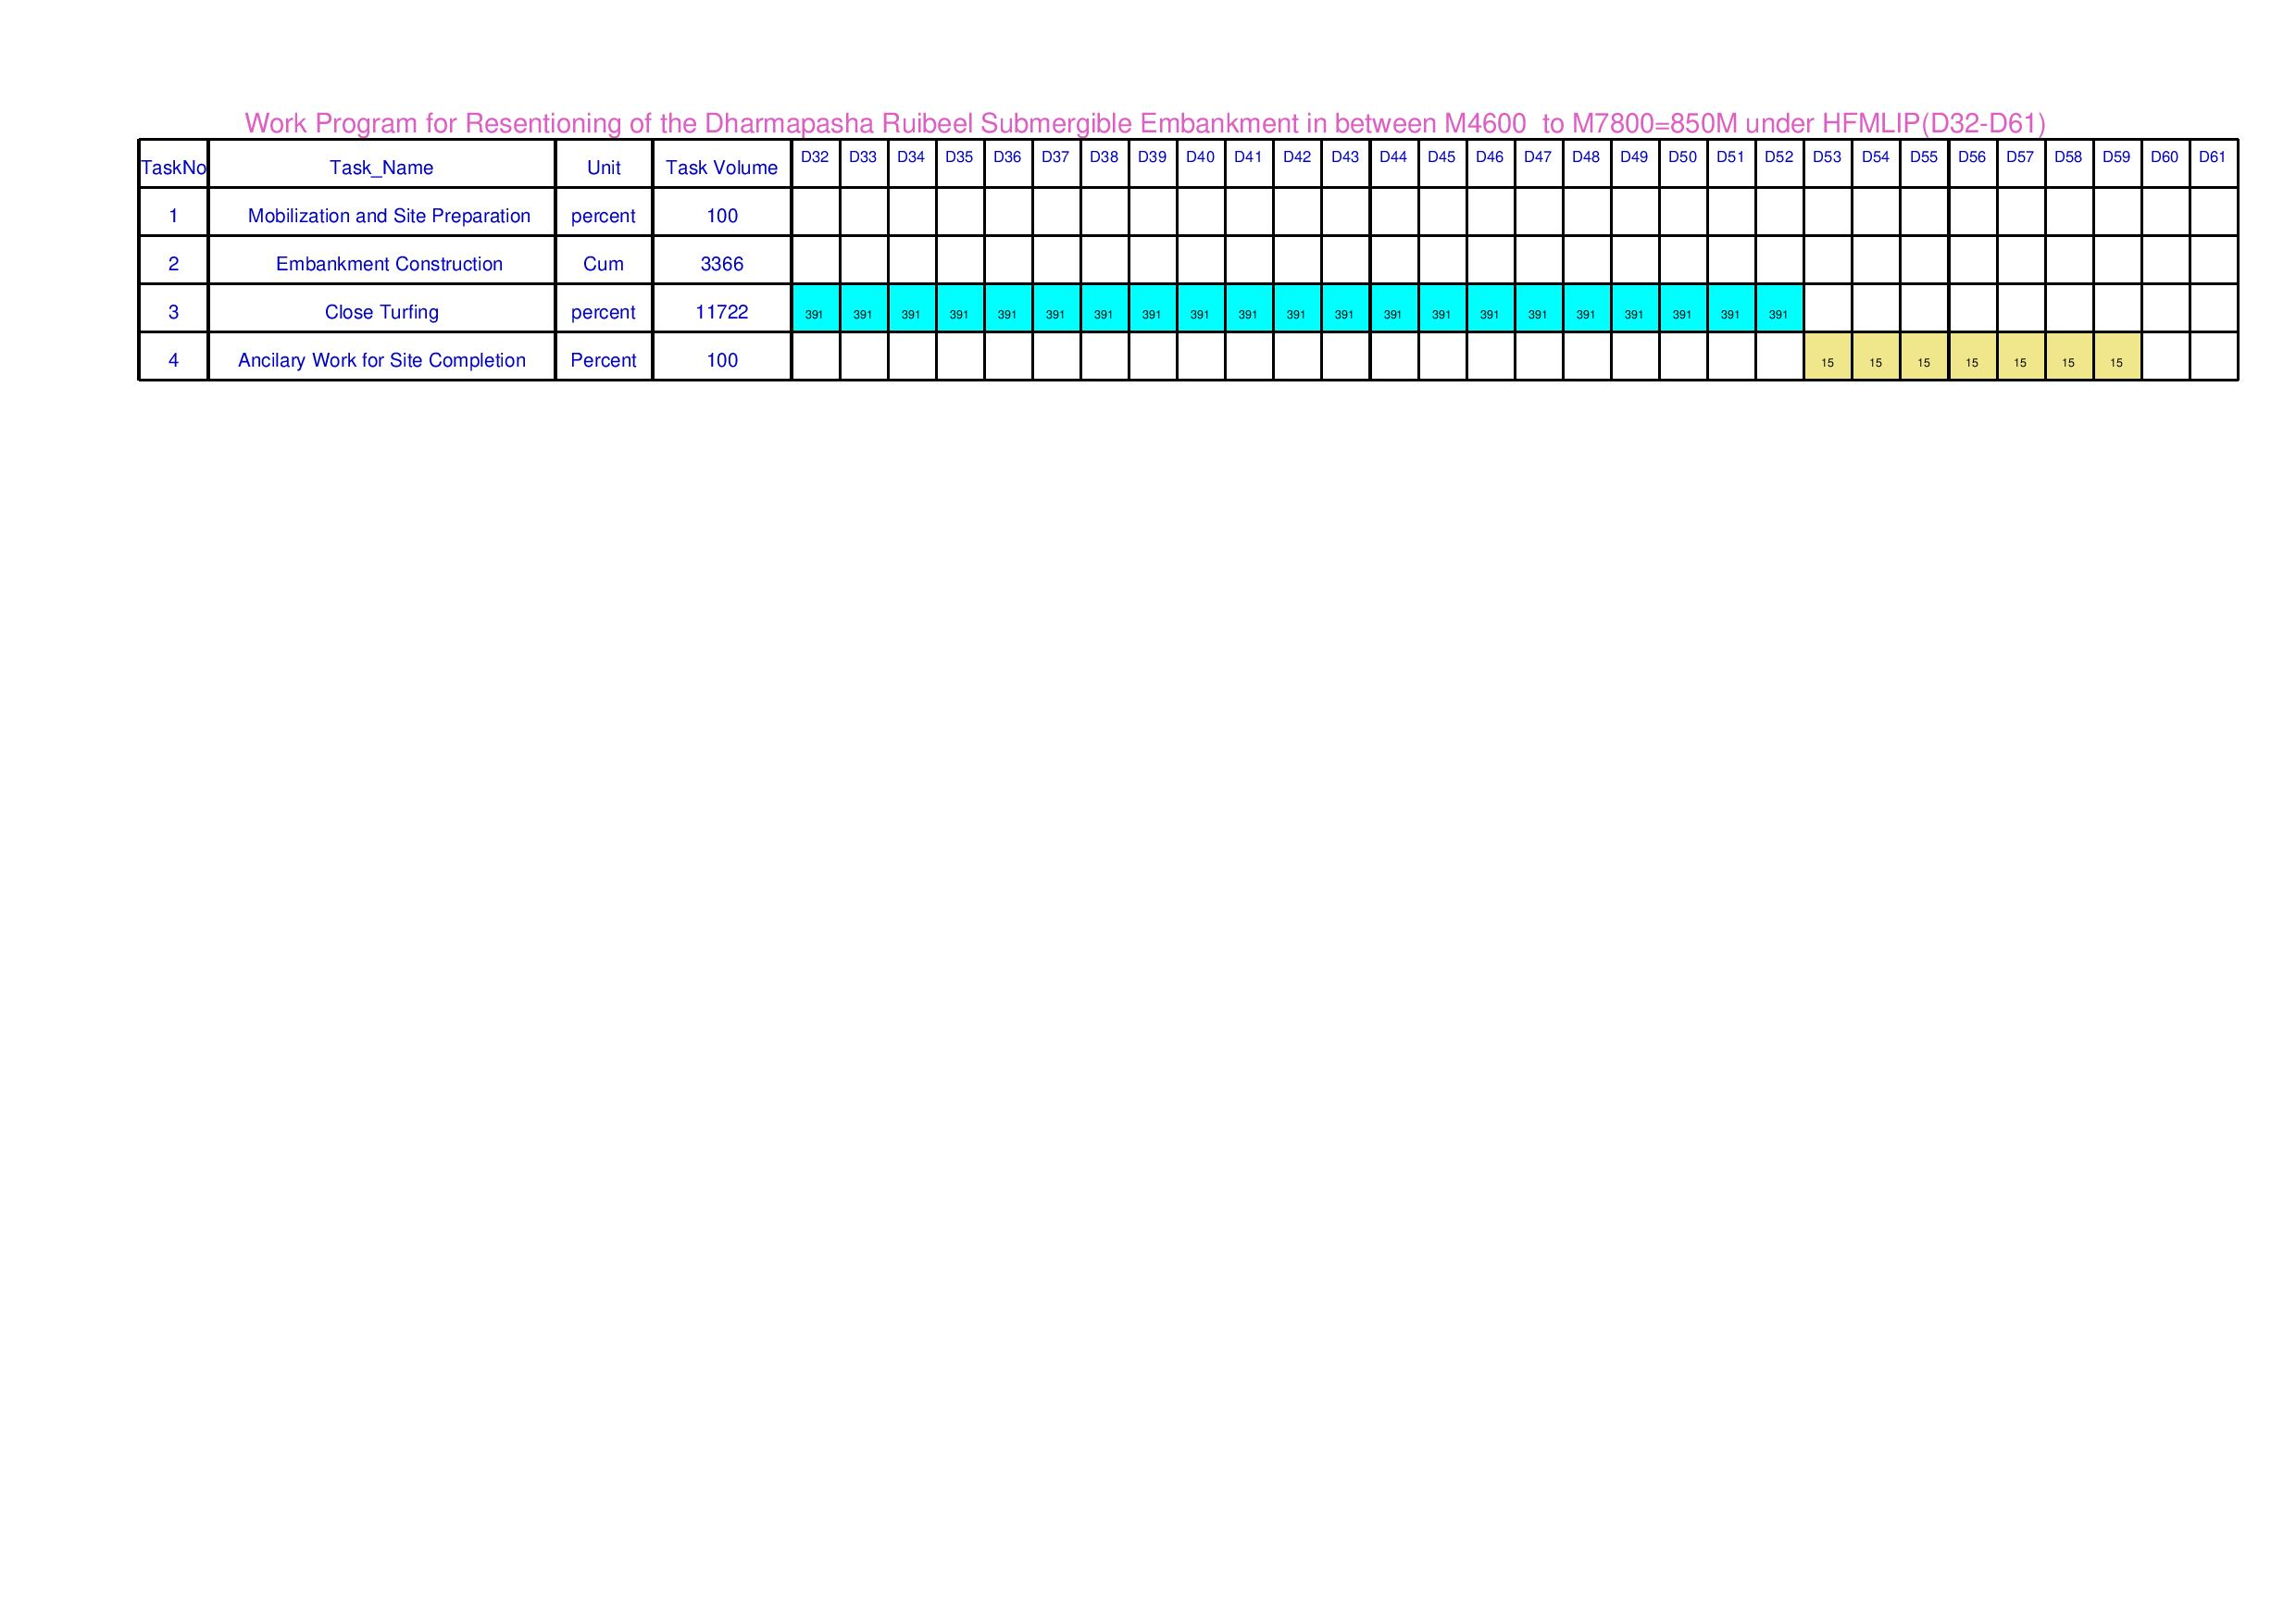 Work Program for Resentioning of the Dharmapasha Ruibeel Submergible Embankment in between M4600  to M7800=850M under HFMLIP(D32-D61)
TaskNo Task_Name Unit Task Volume D32 D33 D34 D35 D36 D37 D38 D39 D40 D41 D42 D43 D44 D45 D46 D47 D48 D49 D50 D51 D52 D53 D54 D55 D56 D57 D58 D59 D60 D61
1 Mobilization and Site Preparation percent 100
2 Embankment Construction Cum 3366
3 Close Turfing percent 11722 391 391 391 391 391 391 391 391 391 391 391 391 391 391 391 391 391 391 391 391 391
4 Ancilary Work for Site Completion Percent 100 15 15 15 15 15 15 15